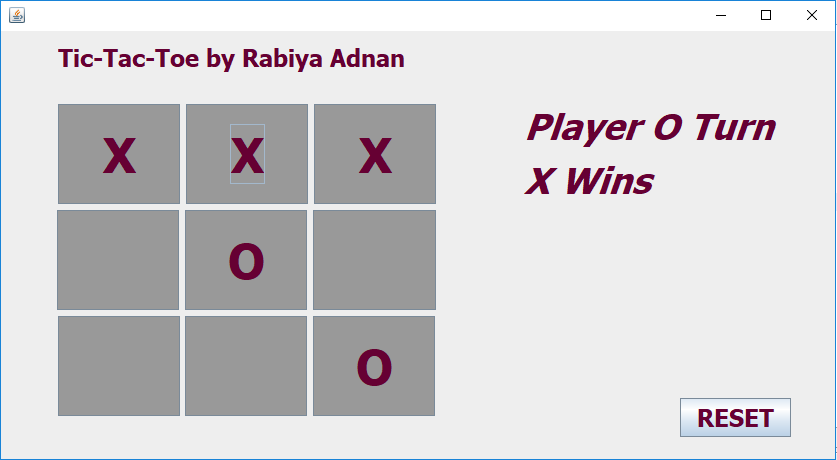 Tic-Tac-Toe by Rabiya Adnan
X X X
O
O
Player O Turn
X Wins
RESET